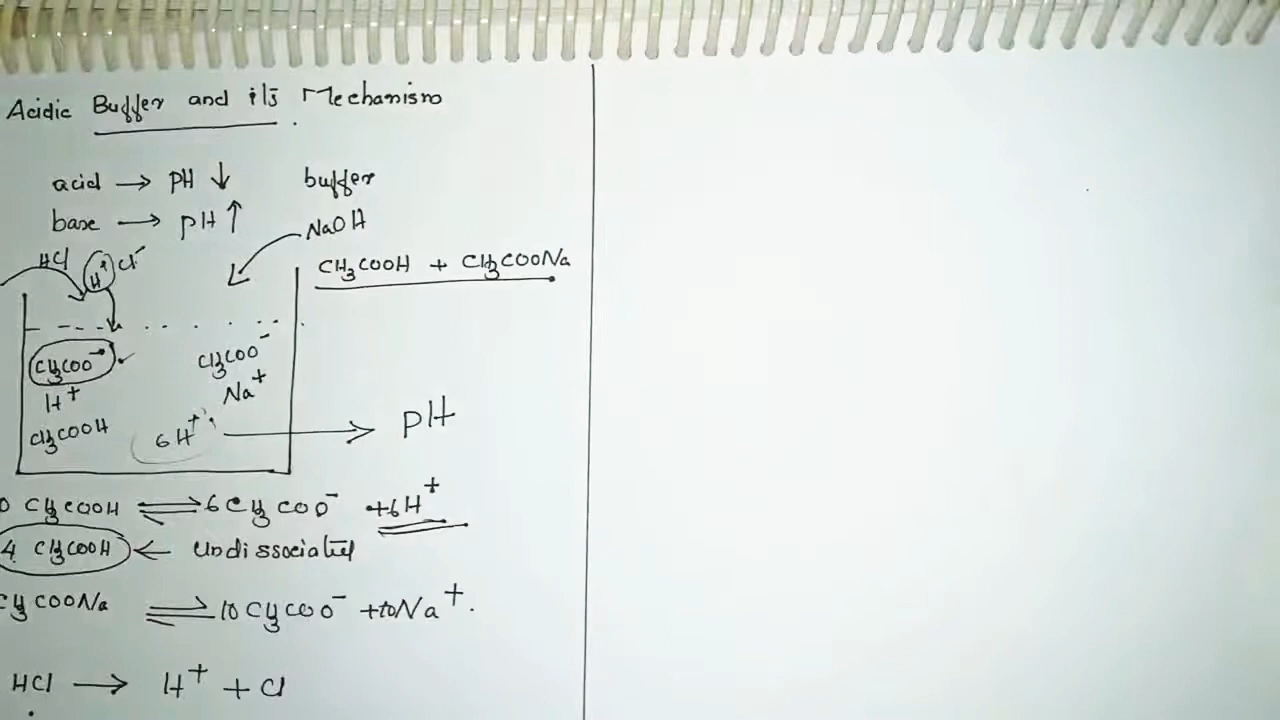 Acidic Buffer and its Mechanism
acid → pH ↓ buffer
base → pH ↑ NaOH
HCl H⁺ Cl⁻
CH₃COOH + CH₃COONa
CH₃COO⁻ CH₃COO⁻
H⁺ Na⁺
CH₃COOH 6H⁺ → pH
0 CH₃COOH ⇌ 6CH₃COO⁻ +6H⁺
4 CH₃COOH ← Undissociated
CH₃COONa ⇌ 10CH₃COO⁻ +10Na⁺.
HCl → H⁺ + Cl